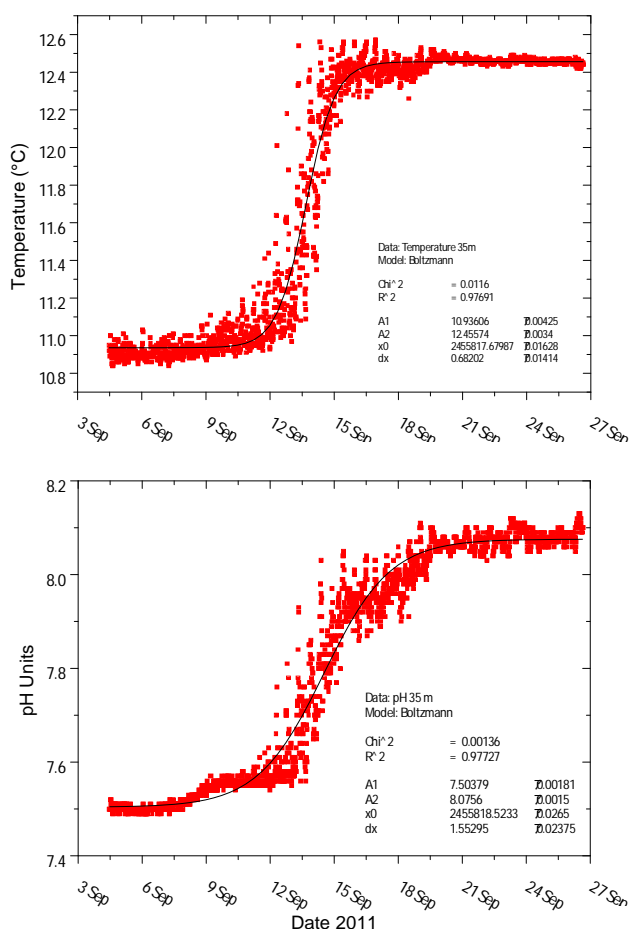 12.6
12.4
12.2
12.0
11.8
11.6
11.4
11.2
11.0
10.8
Temperature (°C)
Data: Temperature 35m
Model: Boltzmann
Chi^2 = 0.0116
R^2 = 0.97691
A1 10.93606 0.00425
A2 12.45574 0.0034
x0 2455817.67987 0.01628
dx 0.68202 0.01414
3 Sep 6 Sep 9 Sep 12 Sep 15 Sep 18 Sep 21 Sep 24 Sep 27 Sep
8.2
8.0
7.8
7.6
7.4
pH Units
Data: pH 35 m
Model: Boltzmann
Chi^2 = 0.00136
R^2 = 0.97727
A1 7.50379 0.00181
A2 8.0756 0.0015
x0 2455818.5233 0.0265
dx 1.55295 0.02375
3 Sep 6 Sep 9 Sep 12 Sep 15 Sep 18 Sep 21 Sep 24 Sep 27 Sep
Date 2011